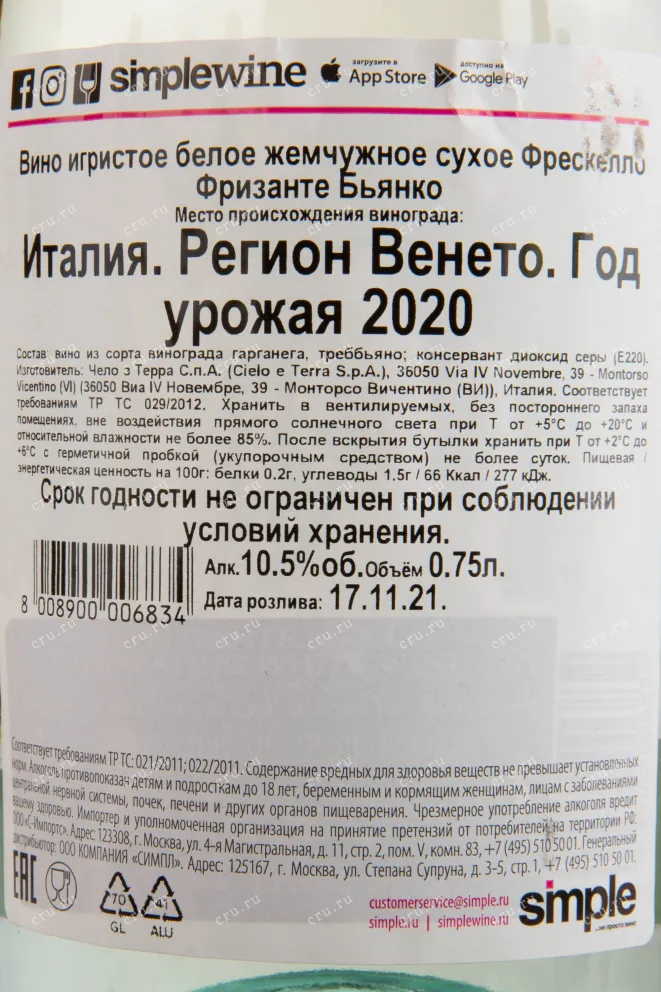 simplewine загрузите в App Store доступно на Google Play
Вино игристое белое жемчужное сухое Фрескелло
Фризанте Бьянко
Место происхождения винограда:
Италия. Регион Венето. Год
урожая 2020
Состав: вино из сорта винограда гарганега, треббьяно; консервант диоксид серы (E220).
Изготовитель: Чело э Терра С.п.А. (Cielo e Terra S.p.A.), 36050 Via IV Novembre, 39 - Montorso
Vicentino (VI) (36050 Виа IV Новембре, 39 - Монторсо Вичентино (ВИ)), Италия. Соответствует
требованиям ТР ТС 029/2012. Хранить в вентилируемых, без постороннего запаха
помещениях, вне воздействия прямого солнечного света при Т от +5°С до +20°С и
относительной влажности не более 85%. После вскрытия бутылки хранить при Т от +2°С до
+6°С с герметичной пробкой (укупорочным средством) не более суток. Пищевая /
энергетическая ценность на 100г: белки 0.2г, углеводы 1.5г / 66 Ккал / 277 кДж.
Срок годности не ограничен при соблюдении
условий хранения.
Алк.10.5%об.Объём 0.75л.
8 008900 006834
Дата розлива: 17.11.21.
Соответствует требованиям ТР ТС: 021/2011; 022/2011. Содержание вредных для здоровья веществ не превышает установленных
норм. Алкоголь противопоказан детям и подросткам до 18 лет, беременным и кормящим женщинам, лицам с заболеваниями
центральной нервной системы, почек, печени и других органов пищеварения. Чрезмерное употребление алкоголя вредит
вашему здоровью. Импортер и уполномоченная организация на принятие претензий от потребителей на территории РФ:
ООО «С-Импортс». Адрес: 123308, г. Москва, ул. 4-я Магистральная, д. 11, стр. 2, пом. V, комн. 83, +7 (495) 510 50 01. Генеральный
дистрибьютор: ООО КОМПАНИЯ «СИМПЛ». Адрес: 125167, г. Москва, ул. Степана Супруна, д. 3-5, стр. 1, +7 (495) 510 50 01.
EAC
70
GL
41
ALU
customerservice@simple.ru
simple.ru | simplewine.ru
simple
...не просто вино
cru.ru